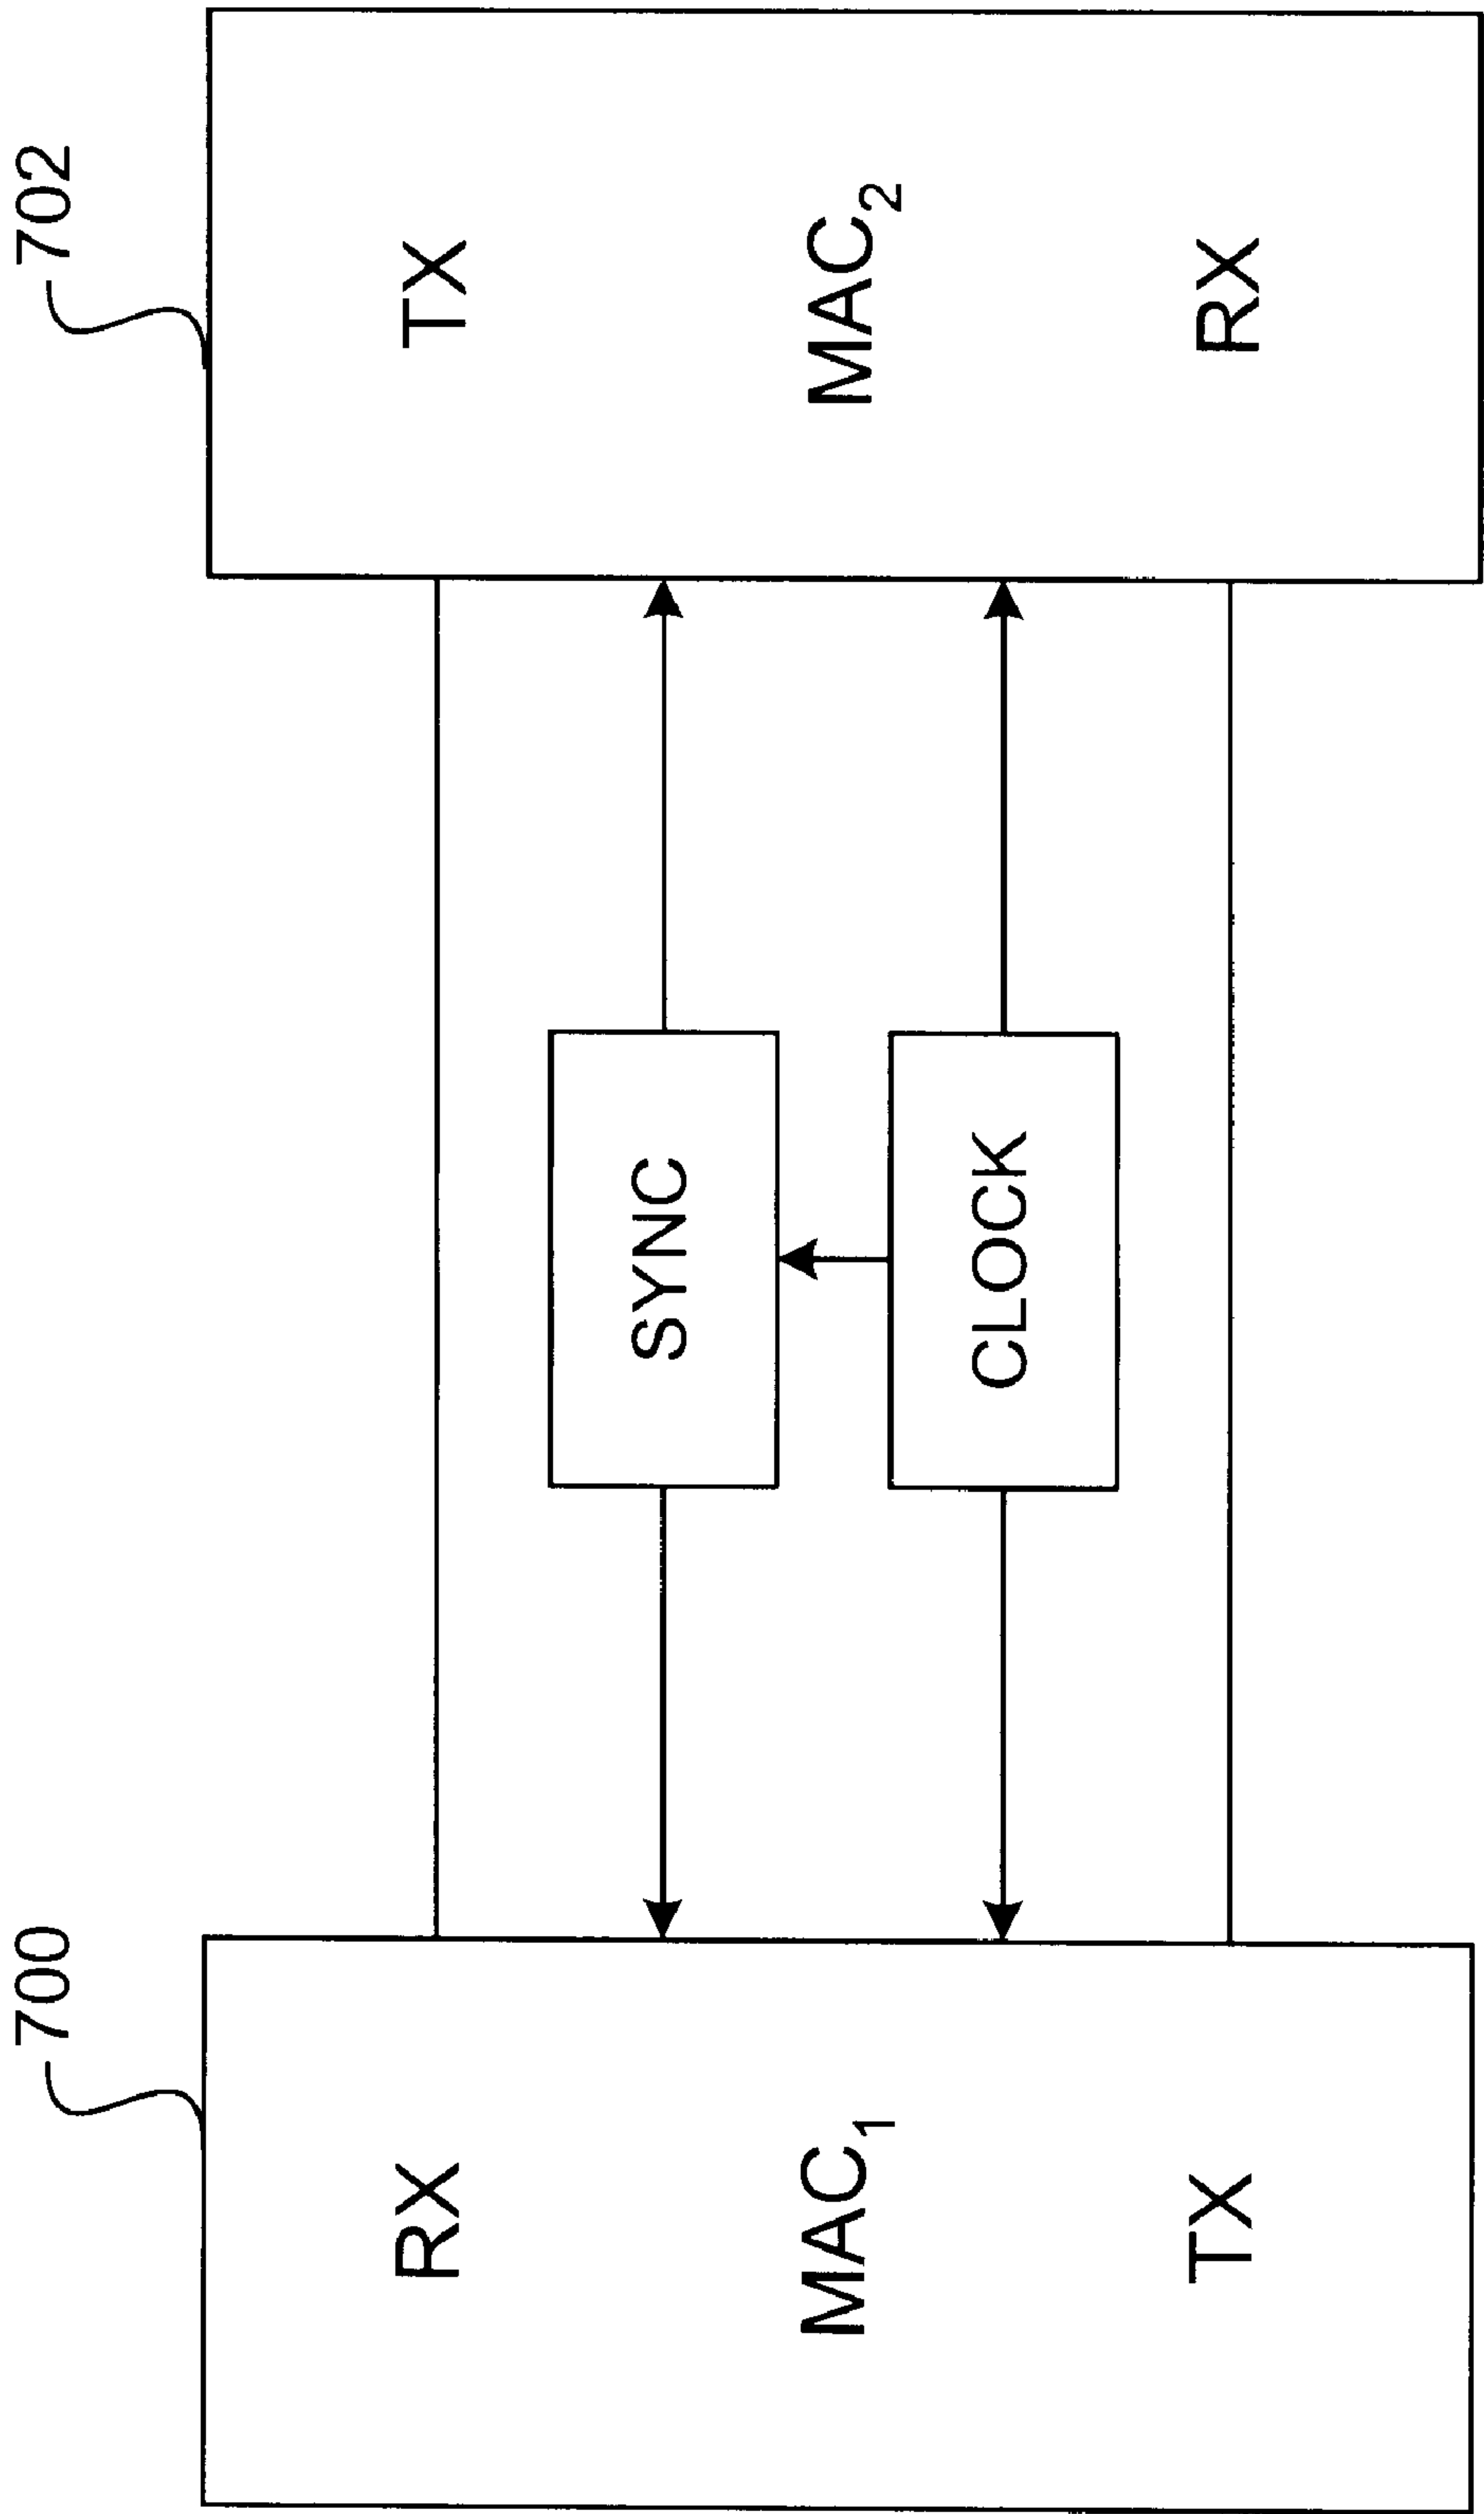 700
702
RX
TX
SYNC
MAC1
MAC2
CLOCK
TX
RX